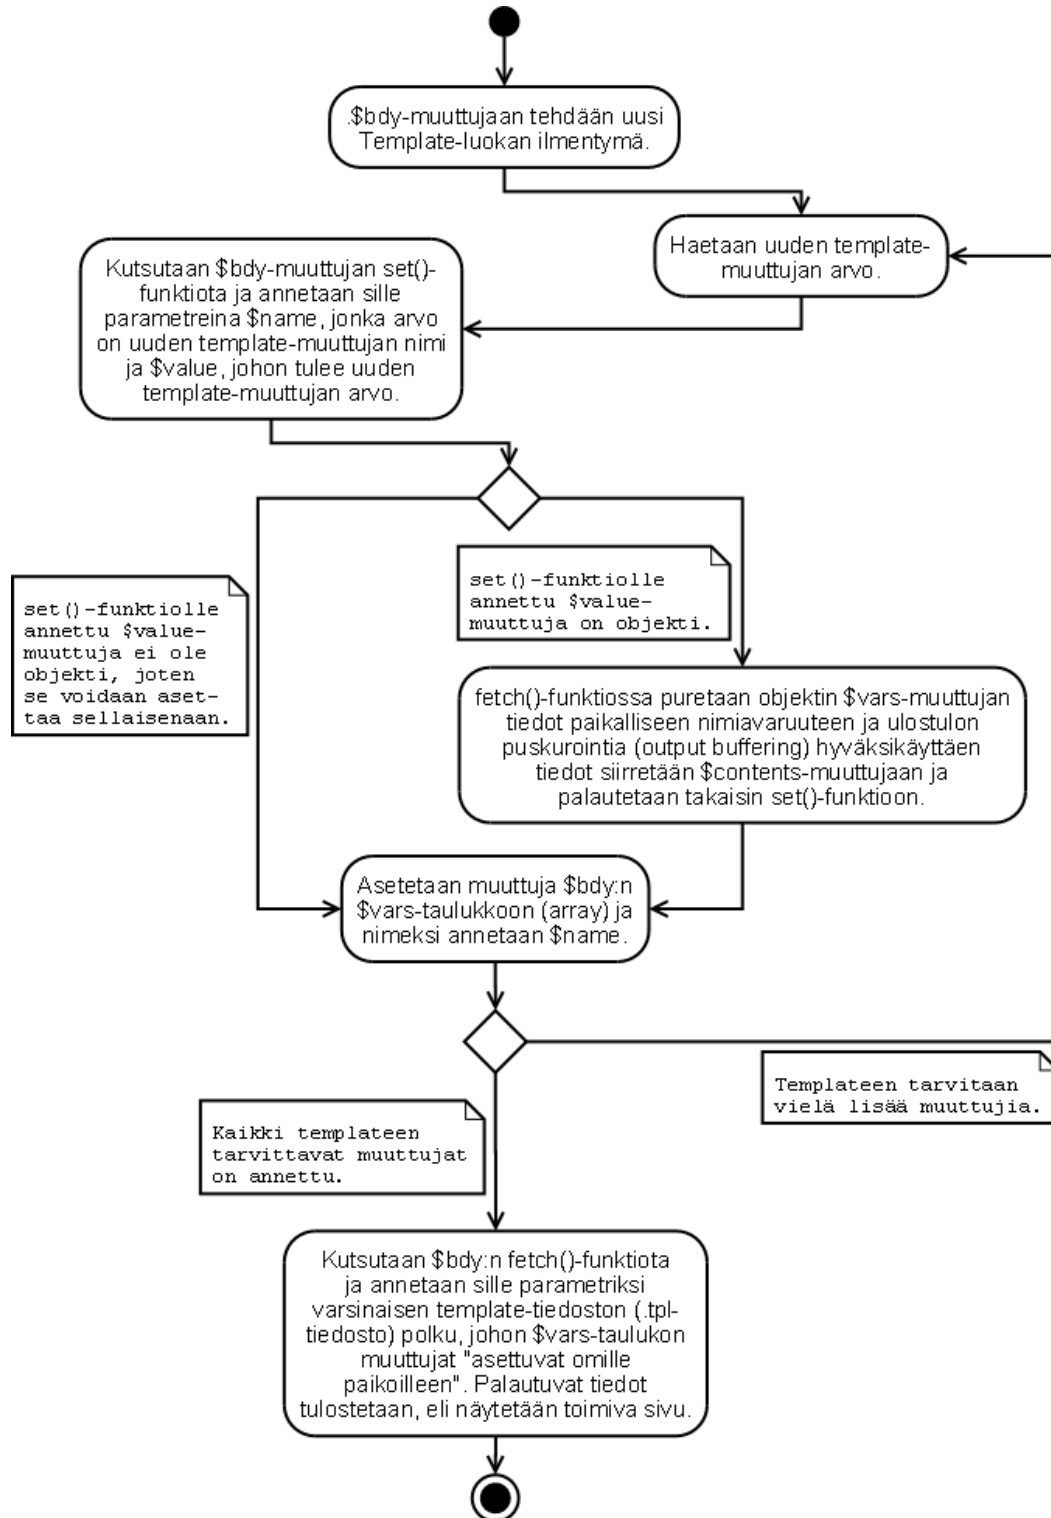 .$bdy-muuttujaan tehdään uusi
Template-luokan ilmentymä.
Haetaan uuden template-
muuttujan arvo.
Kutsutaan $bdy-muuttujan set()-
funktiota ja annetaan sille
parametreina $name, jonka arvo
on uuden template-muuttujan nimi
ja $value, johon tulee uuden
template-muuttujan arvo.
set()-funktiolle
annettu $value-
muuttuja ei ole
objekti, joten
se voidaan aset-
taa sellaisenaan.
set()-funktiolle
annettu $value-
muuttuja on objekti.
fetch()-funktiossa puretaan objektin $vars-muuttujan
tiedot paikalliseen nimiavaruuteen ja ulostulon
puskurointia (output buffering) hyväksikäyttäen
tiedot siirretään $contents-muuttujaan ja
palautetaan takaisin set()-funktioon.
Asetetaan muuttuja $bdy:n
$vars-taulukkoon (array) ja
nimeksi annetaan $name.
Templateen tarvitaan
vielä lisää muuttujia.
Kaikki templateen
tarvittavat muuttujat
on annettu.
Kutsutaan $bdy:n fetch()-funktiota
ja annetaan sille parametriksi
varsinaisen template-tiedoston (.tpl-
tiedosto) polku, johon $vars-taulukon
muuttujat "asettuvat omille
paikoilleen". Palautuvat tiedot
tulostetaan, eli näytetään toimiva sivu.